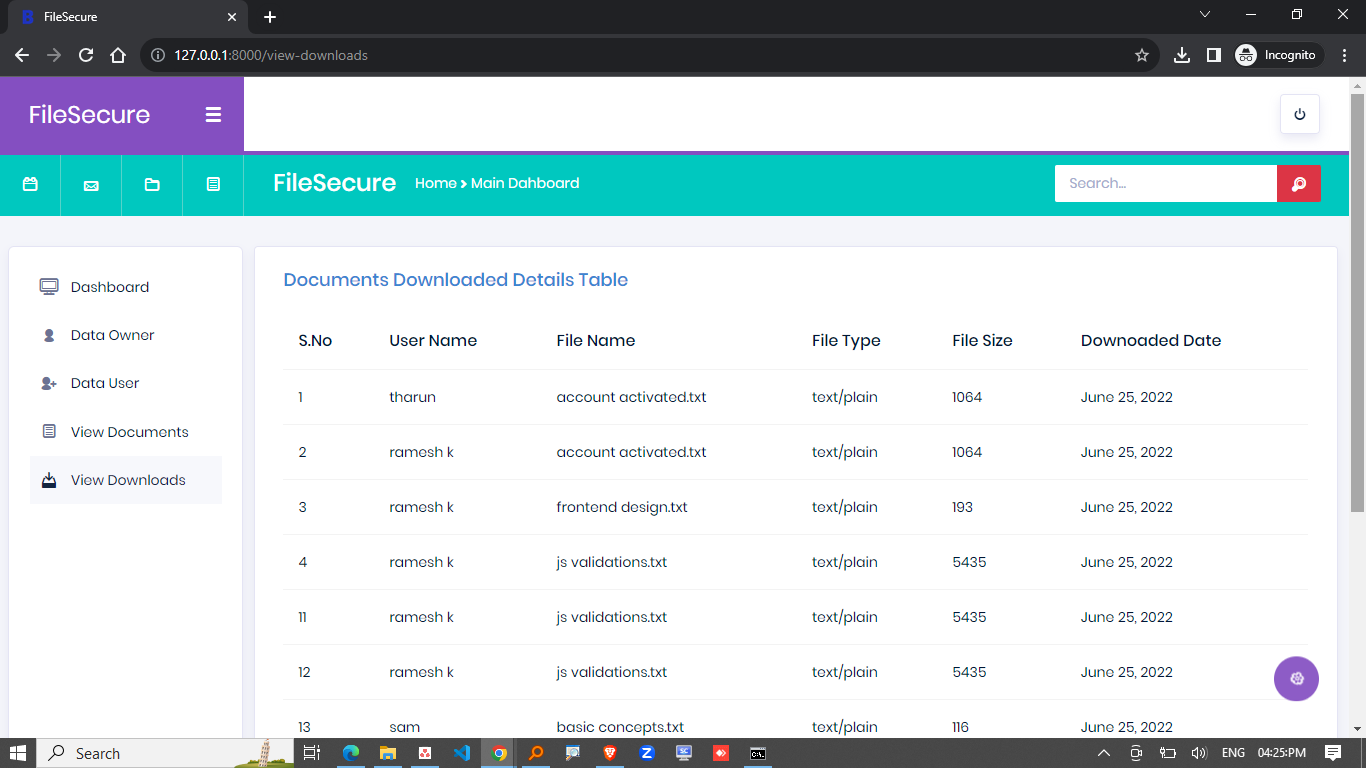 FileSecure
127.0.0.1:8000/view-downloads
Incognito
FileSecure
FileSecure Home Main Dahboard
Search...
Dashboard
Data Owner
Data User
View Documents
View Downloads
Documents Downloaded Details Table
S.No User Name File Name File Type File Size Downoaded Date
1 tharun account activated.txt text/plain 1064 June 25, 2022
2 ramesh k account activated.txt text/plain 1064 June 25, 2022
3 ramesh k frontend design.txt text/plain 193 June 25, 2022
4 ramesh k js validations.txt text/plain 5435 June 25, 2022
11 ramesh k js validations.txt text/plain 5435 June 25, 2022
12 ramesh k js validations.txt text/plain 5435 June 25, 2022
13 sam basic concepts.txt text/plain 116 June 25, 2022
Search
ENG 04:25:PM